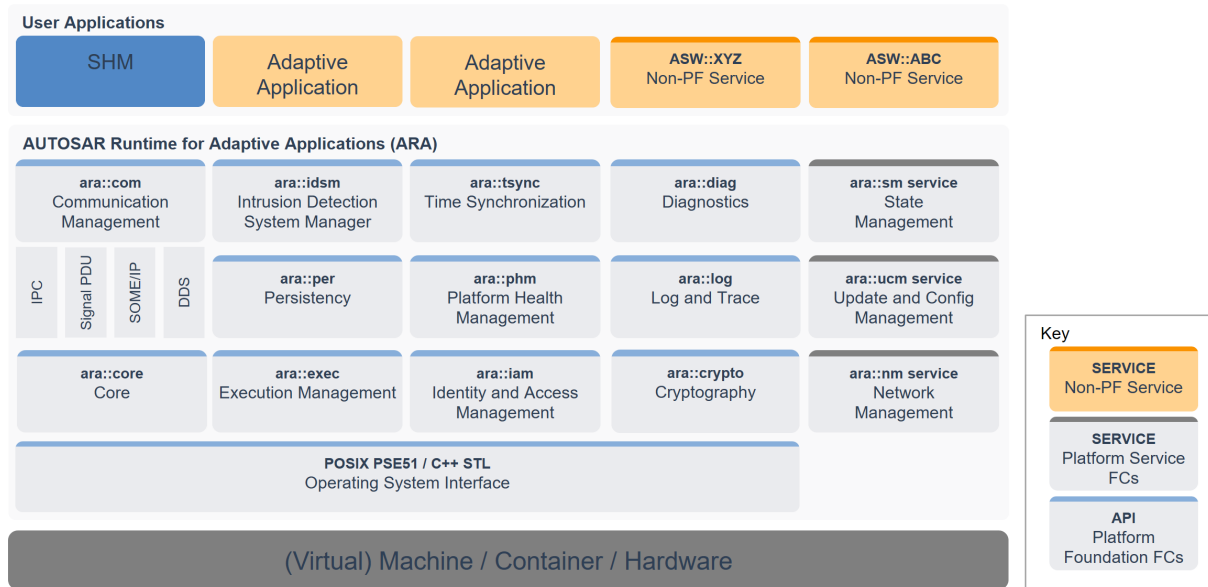 User Applications
SHM
Adaptive
Application
Adaptive
Application
ASW::XYZ
Non-PF Service
ASW::ABC
Non-PF Service
AUTOSAR Runtime for Adaptive Applications (ARA)
ara::com
Communication
Management
ara::idsm
Intrusion Detection
System Manager
ara::tsync
Time Synchronization
ara::diag
Diagnostics
ara::sm service
State
Management
IPC
Signal PDU
SOME/IP
DDS
ara::per
Persistency
ara::phm
Platform Health
Management
ara::log
Log and Trace
ara::ucm service
Update and Config
Management
ara::core
Core
ara::exec
Execution Management
ara::iam
Identity and Access
Management
ara::crypto
Cryptography
ara::nm service
Network
Management
POSIX PSE51 / C++ STL
Operating System Interface
(Virtual) Machine / Container / Hardware
Key
SERVICE
Non-PF Service
SERVICE
Platform Service
FCs
API
Platform
Foundation FCs